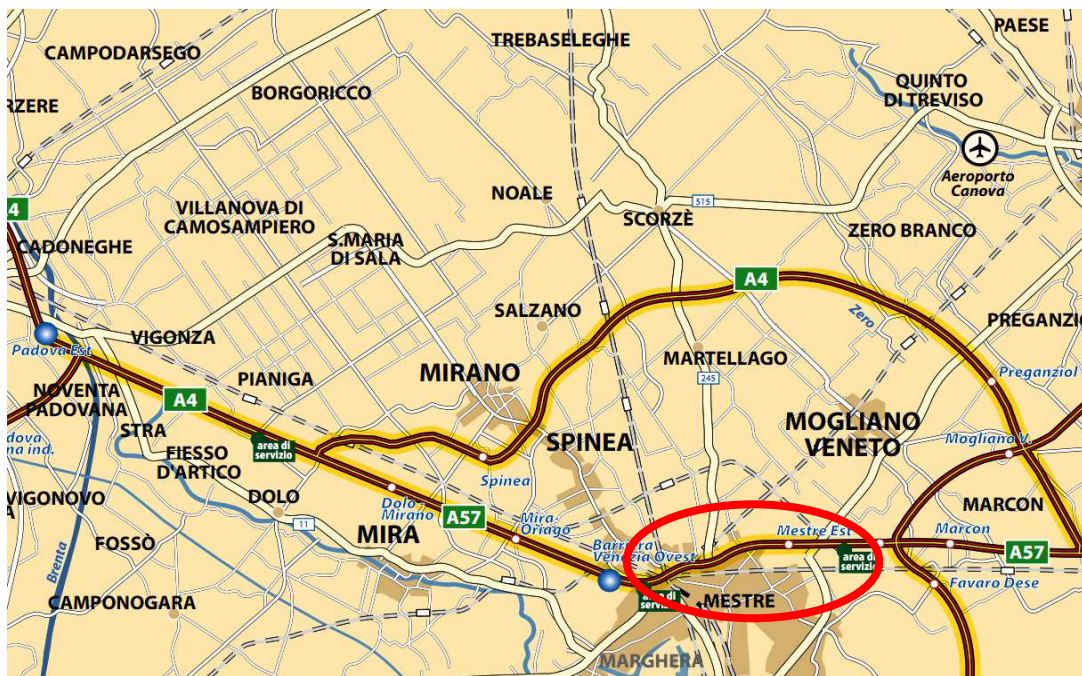 PAESE
TREBASELEGHE
CAMPODARSEGO
BORGORICCO
QUINTO
DI TREVISO
RZERE
Aeroporto
Canova
NOALE
515
SCORZÈ
VILLANOVA DI
CAMOSAMPIERO
4
S.MARIA
DI SALA
ZERO BRANCO
CADONEGHE
A4
SALZANO
Zero
PREGANZIO
VIGONZA
Padova Est
MARTELLAGO
MIRANO
PIANIGA
245
Preganziol
NOVENTA
PADOVANA
A4
MOGLIANO
VENETO
STRA
dova
na ind.
area di
servizio
SPINEA
Mogliano V.
FIESSO
D'ARTICO
Spinea
VIGONOVO
A
DOLO
Dolo-
Mirano
A57
MARCON
11
MIRA
Mira-
Oriago
Mestre Est
Marcon
FOSSÒ
Barriera
Venezia Ovest
area di
servizio
A57
Brenta
Favaro Dese
CAMPONOGARA
area di
servizio
MESTRE
MARGHERA